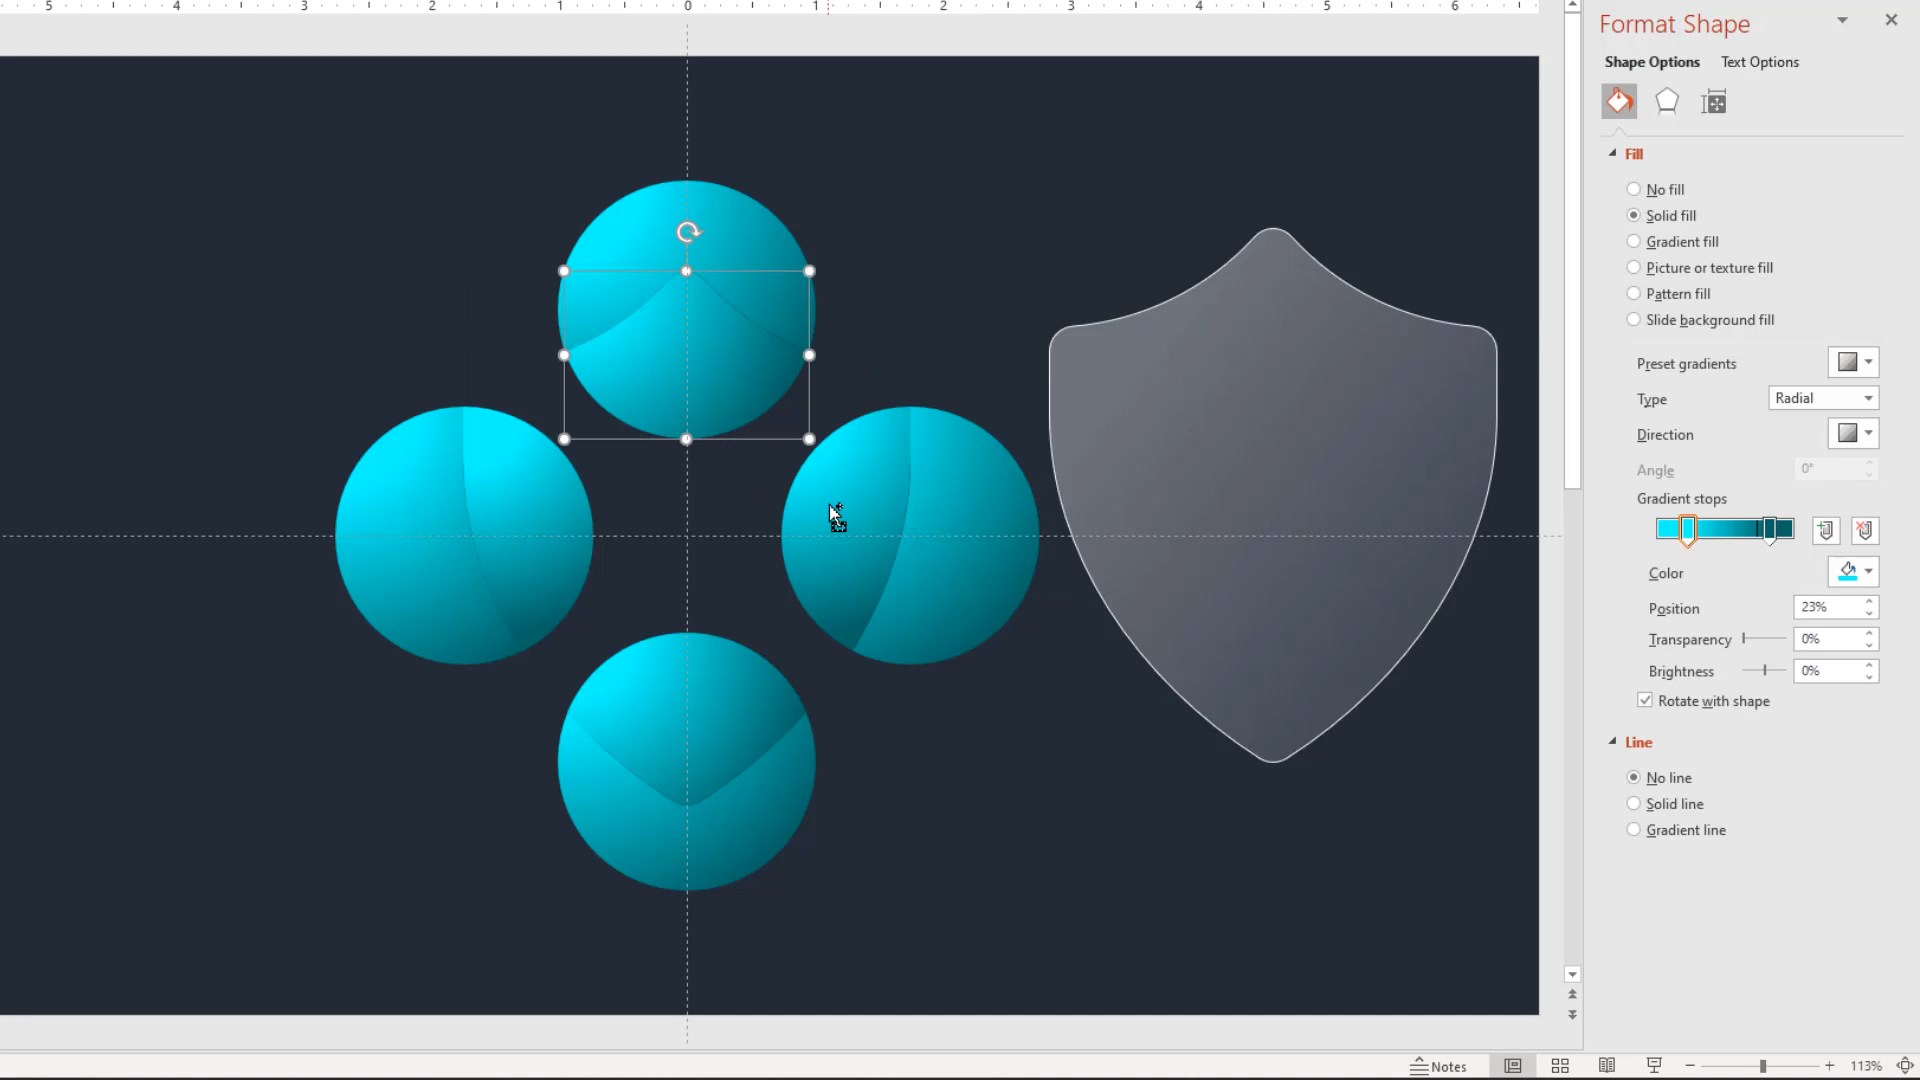 5 4 3 2 1 0 1 2 3 4 5 6
Format Shape
Shape Options Text Options
Fill
No fill
Solid fill
Gradient fill
Picture or texture fill
Pattern fill
Slide background fill
Preset gradients
Type Radial
Direction
Angle 0°
Gradient stops
Color
Position 23%
Transparency 0%
Brightness 0%
Rotate with shape
Line
No line
Solid line
Gradient line
Notes 113%